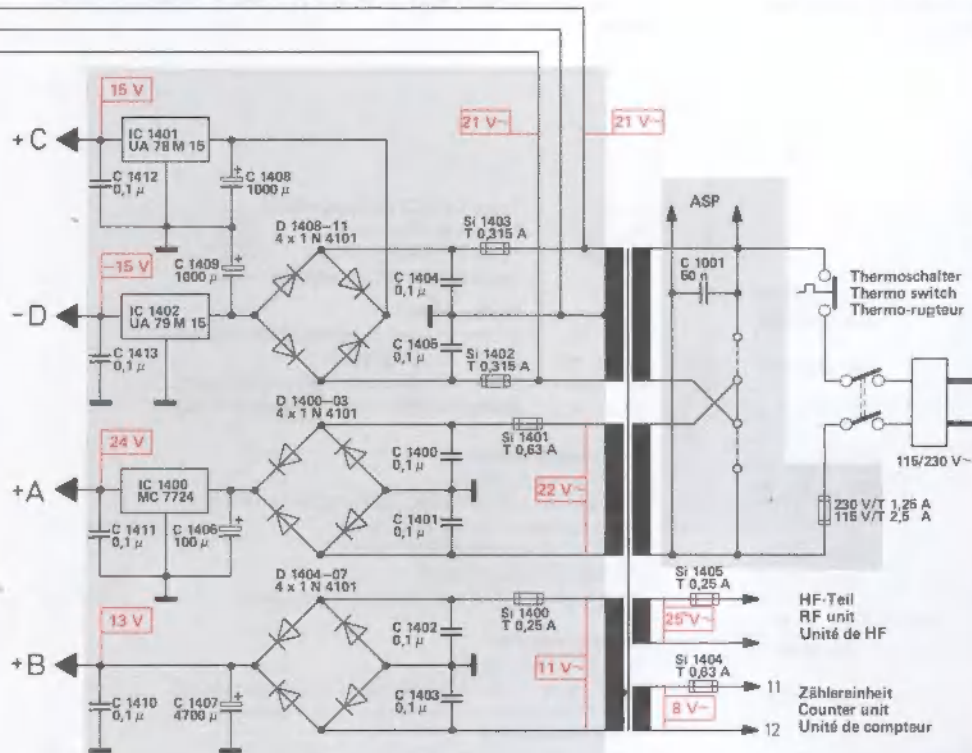 15 V
21 V~
21 V~
+C
IC 1401
UA 78 M 15
C 1412
0,1 µ
C 1408
1000 µ
ASP
Si 1403
T 0,315 A
D 1408–11
4 x 1 N 4101
C 1001
50 n
Thermoschalter
Thermo switch
Thermo-rupteur
-15 V
C 1409
1000 µ
C 1404
0,1 µ
-D
IC 1402
UA 79 M 15
C 1405
0,1 µ
Si 1402
T 0,315 A
C 1413
0,1 µ
D 1400–03
4 x 1 N 4101
Si 1401
T 0,63 A
115/230 V~
24 V
C 1400
0,1 µ
+A
IC 1400
MC 7724
22 V~
C 1401
0,1 µ
230 V/T 1,25 A
115 V/T 2,5 A
C 1411
0,1 µ
C 1406
100 µ
D 1404–07
4 x 1 N 4101
Si 1405
T 0,25 A
Si 1400
T 0,25 A
HF-Teil
RF unit
Unité de HF
13 V
C 1402
0,1 µ
25 V~
+B
11 V~
Si 1404
T 0,63 A
C 1403
0,1 µ
11
C 1410
0,1 µ
C 1407
4700 µ
8 V~
Zählereinheit
Counter unit
Unité de compteur
12